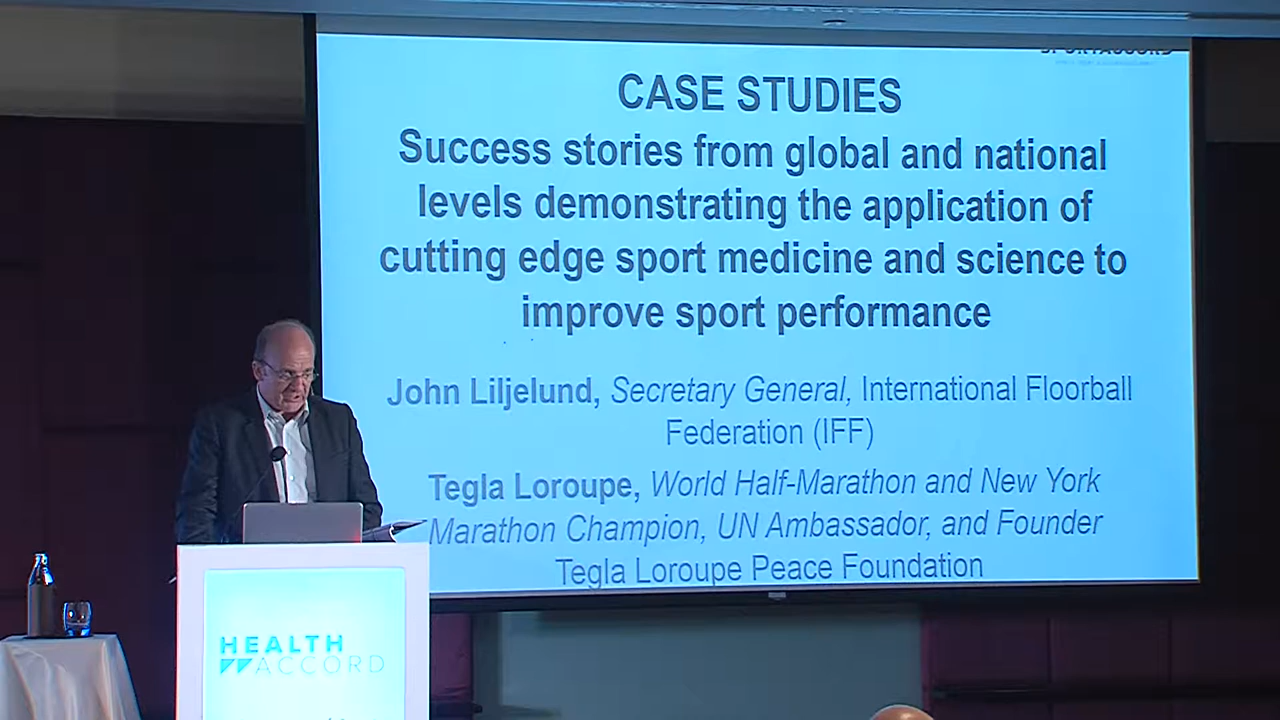 SPORTACCORD
CASE STUDIES
Success stories from global and national
levels demonstrating the application of
cutting edge sport medicine and science to
improve sport performance
John Liljelund, Secretary General, International Floorball
Federation (IFF)
Tegla Loroupe, World Half-Marathon and New York
Marathon Champion, UN Ambassador, and Founder
Tegla Loroupe Peace Foundation
HEALTH
ACCORD